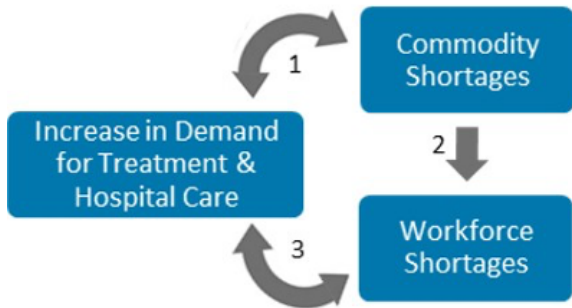 Commodity
Shortages
1
Increase in Demand
for Treatment &
Hospital Care
2
3
Workforce
Shortages